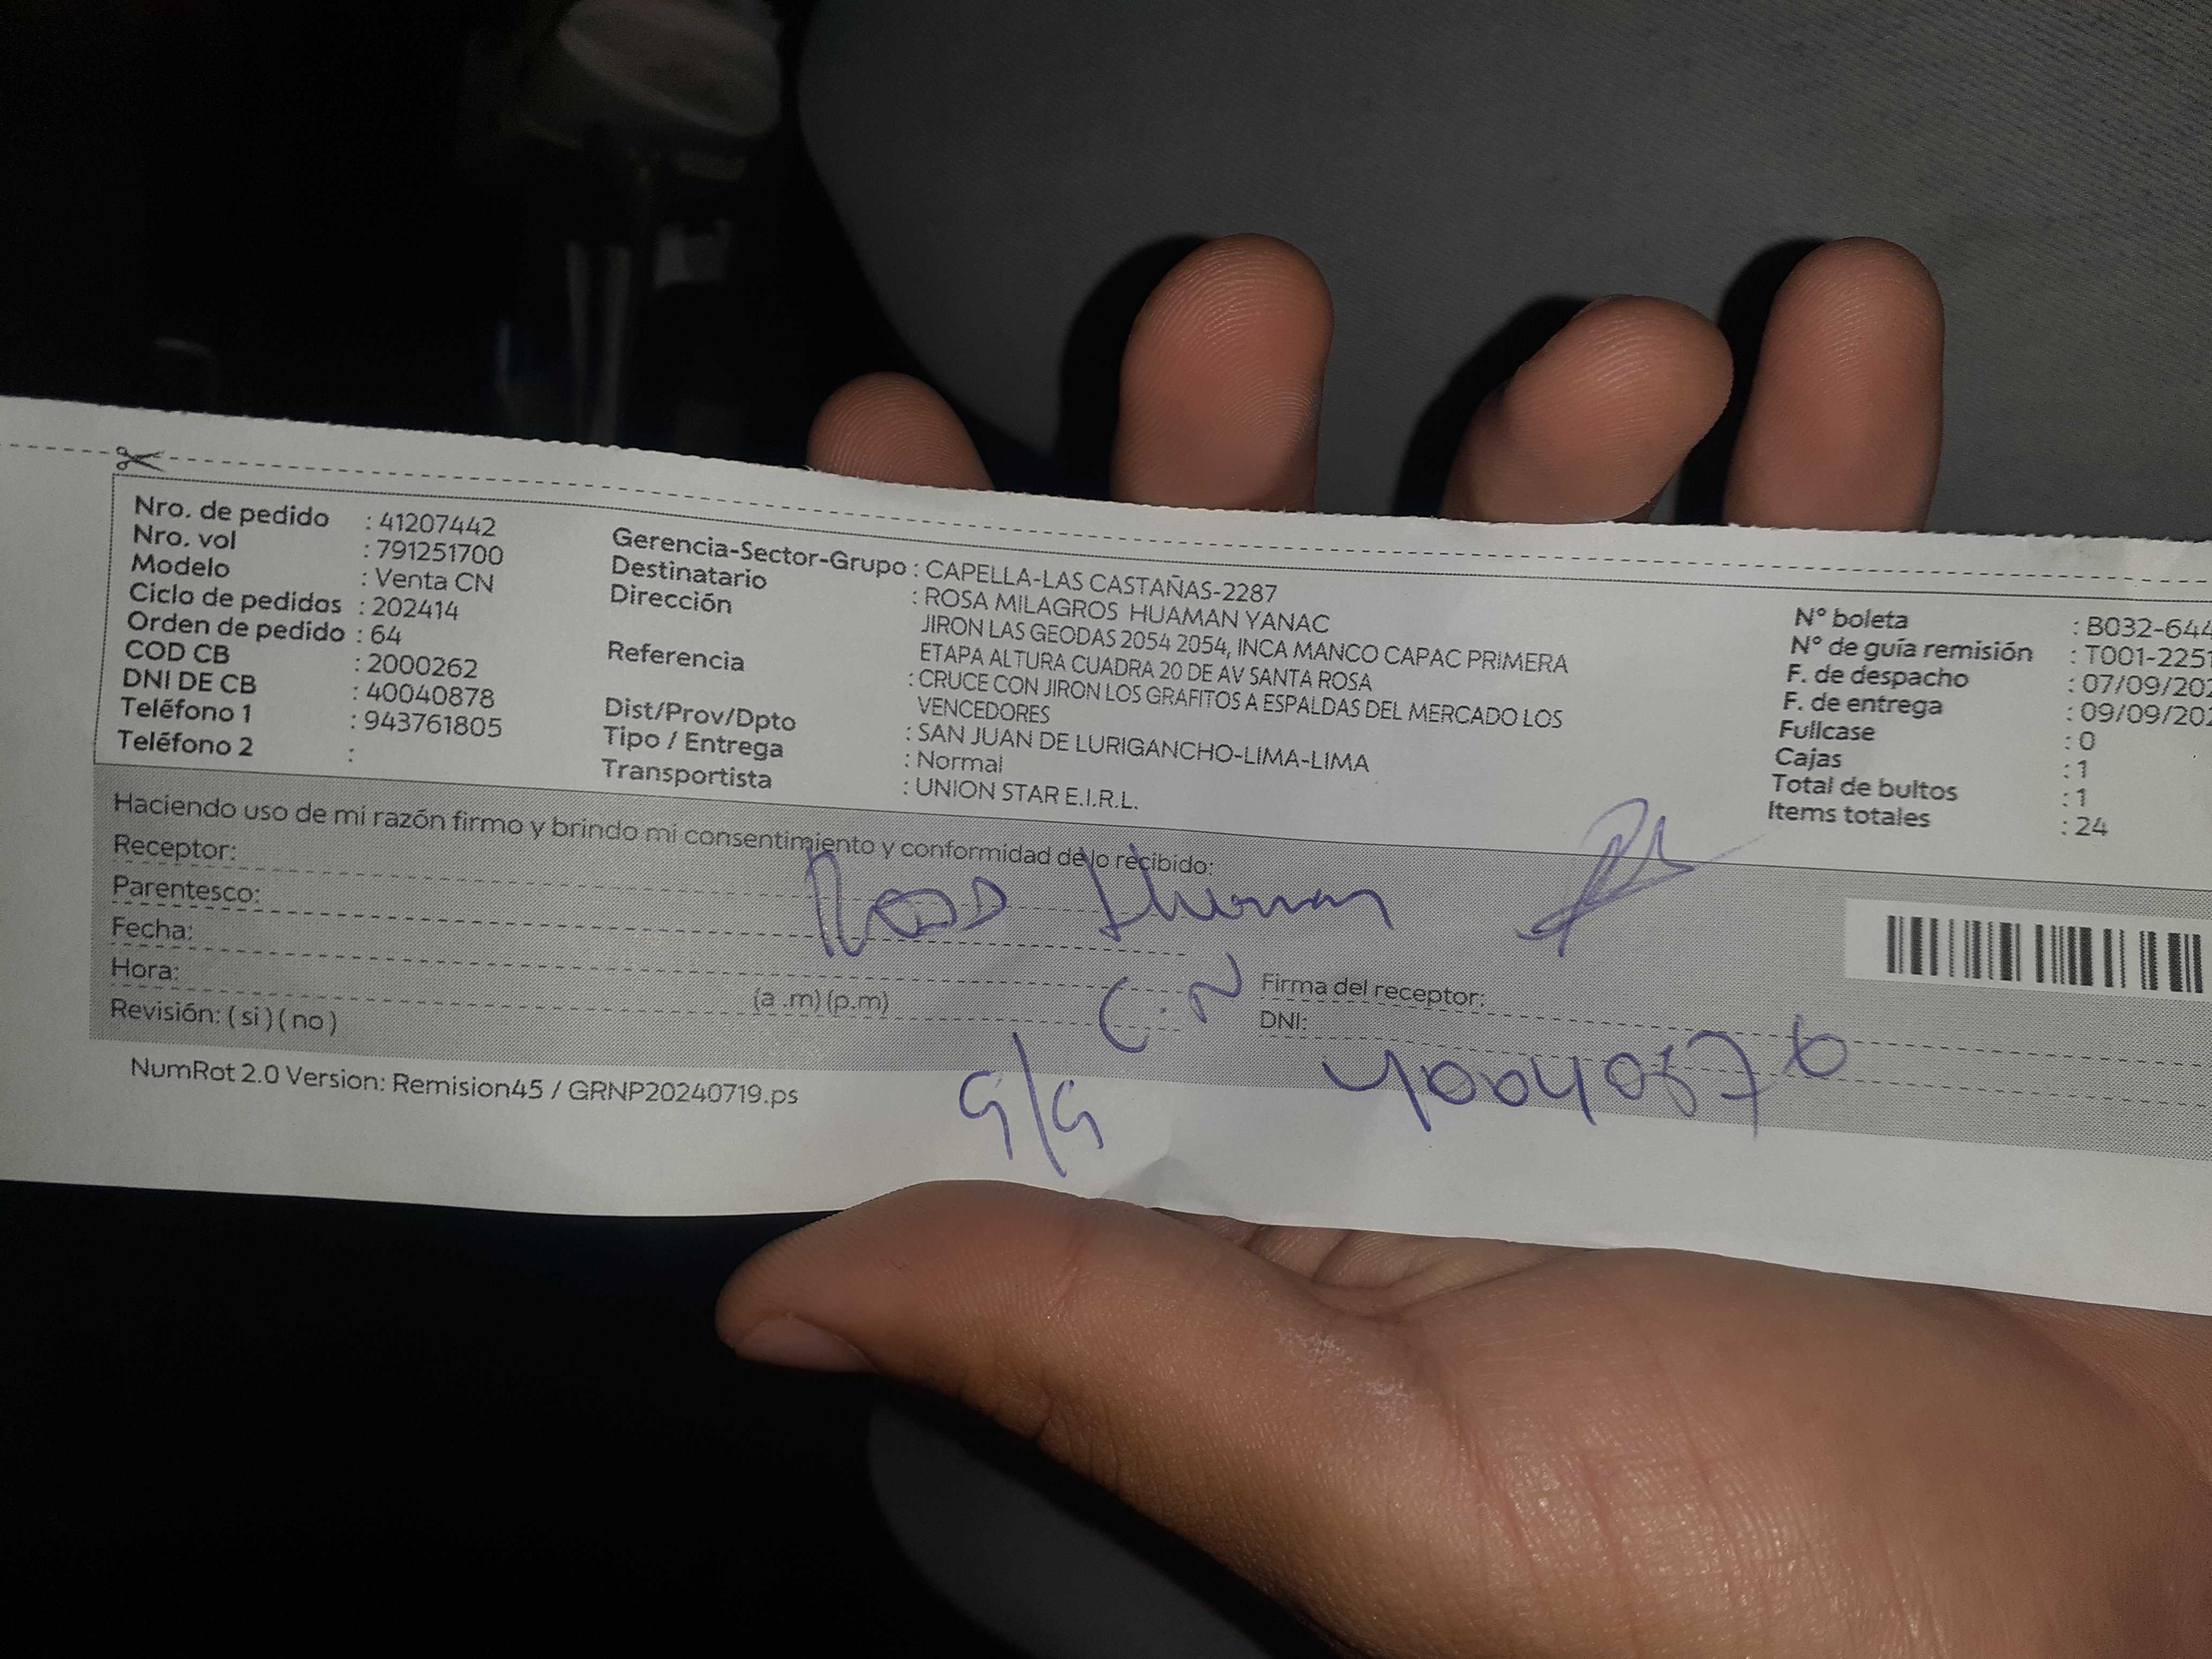 Nro. de pedido : 41207442
Nro. vol : 791251700
Modelo : Venta CN
Ciclo de pedidos : 202414
Orden de pedido : 64
COD CB : 2000262
DNI DE CB : 40040878
Teléfono 1 : 943761805
Teléfono 2 :
Gerencia-Sector-Grupo : CAPELLA-LAS CASTAÑAS-2287
Destinatario : ROSA MILAGROS HUAMAN YANAC
Dirección JIRON LAS GEODAS 2054 2054, INCA MANCO CAPAC PRIMERA
ETAPA ALTURA CUADRA 20 DE AV SANTA ROSA
Referencia : CRUCE CON JIRON LOS GRAFITOS A ESPALDAS DEL MERCADO LOS
VENCEDORES
Dist/Prov/Dpto : SAN JUAN DE LURIGANCHO-LIMA-LIMA
Tipo / Entrega : Normal
Transportista : UNION STAR E.I.R.L.
N° boleta : B032-644
N° de guía remisión : T001-2251
F. de despacho : 07/09/202
F. de entrega : 09/09/202
Fullcase : 0
Cajas : 1
Total de bultos : 1
Items totales : 24
Haciendo uso de mi razón firmo y brindo mi consentimiento y conformidad de lo recibido:
Receptor: Rosa Huaman
Parentesco: C.N
Fecha: 9/9
Hora: (a .m) (p.m)
Revisión: ( si ) ( no )
Firma del receptor:
DNI: 4004087
NumRot 2.0 Version: Remision45 / GRNP20240719.ps